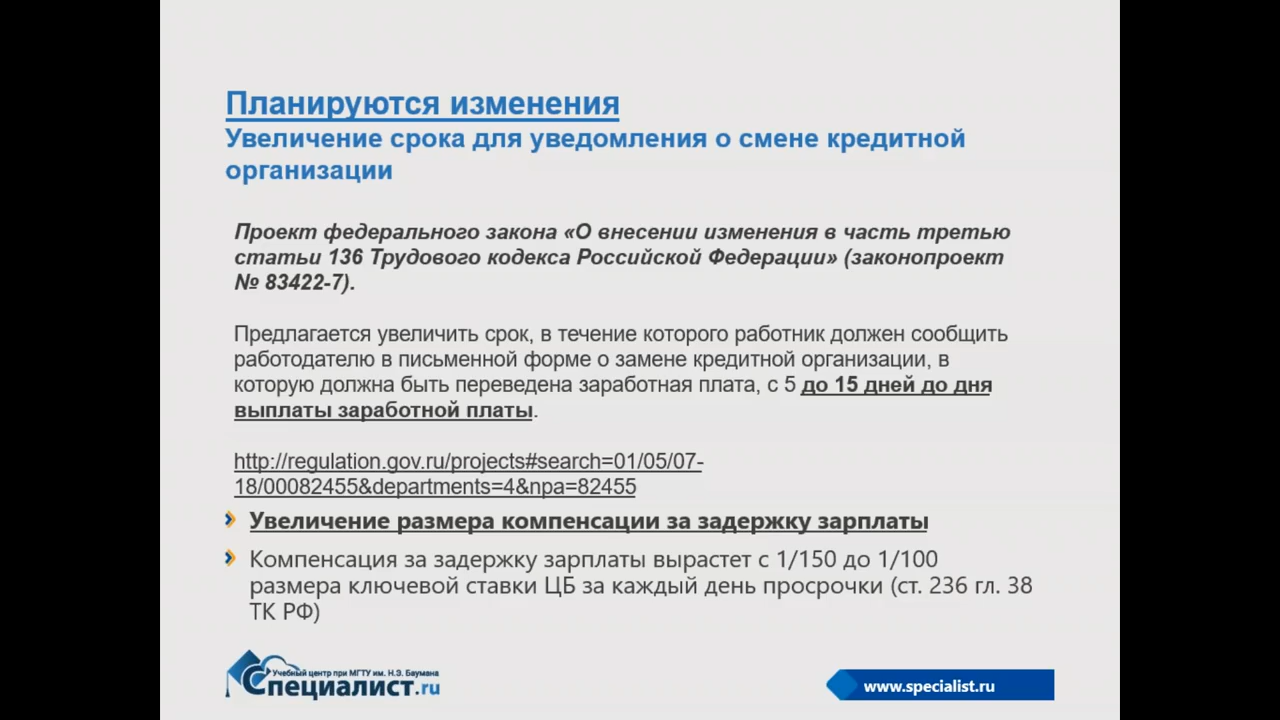 Планируются изменения
Увеличение срока для уведомления о смене кредитной
организации
Проект федерального закона «О внесении изменения в часть третью
статьи 136 Трудового кодекса Российской Федерации» (законопроект
№ 83422-7).
Предлагается увеличить срок, в течение которого работник должен сообщить
работодателю в письменной форме о замене кредитной организации, в
которую должна быть переведена заработная плата, с 5 до 15 дней до дня
выплаты заработной платы.
http://regulation.gov.ru/projects#search=01/05/07-
18/00082455&departments=4&npa=82455
Увеличение размера компенсации за задержку зарплаты
Компенсация за задержку зарплаты вырастет с 1/150 до 1/100
размера ключевой ставки ЦБ за каждый день просрочки (ст. 236 гл. 38
ТК РФ)
Учебный центр при МГТУ им. Н.Э. Баумана
Специалист.ru
www.specialist.ru